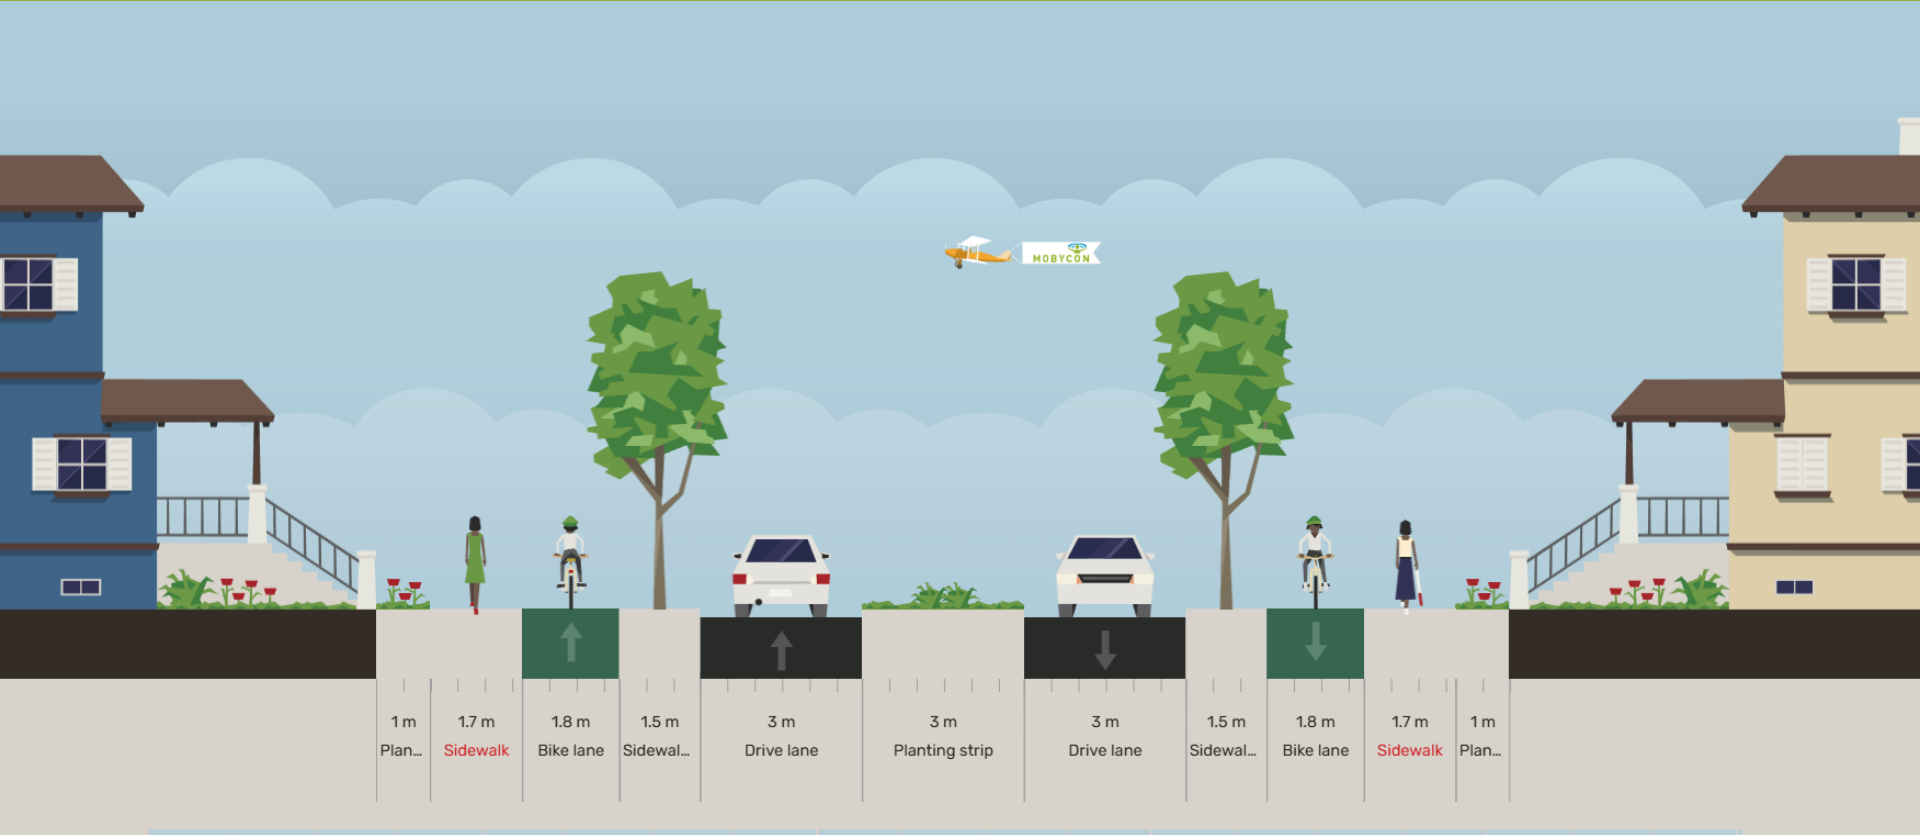 MOBYCON
1 m
1.7 m
1.8 m
1.5 m
3 m
3 m
3 m
1.5 m
1.8 m
1.7 m
1 m
Plan...
Sidewalk
Bike lane
Sidewal...
Drive lane
Planting strip
Drive lane
Sidewal...
Bike lane
Sidewalk
Plan...